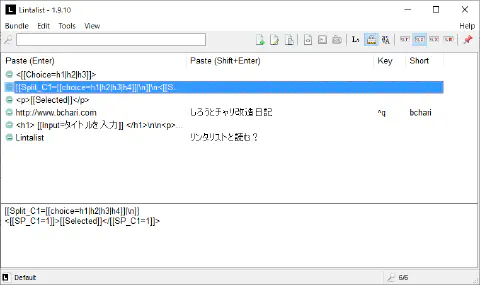 Lintalist - 1.9.10
Bundle Edit Tools View Help
Paste (Enter) Paste (Shift+Enter) Key Short
<[[Choice=h1|h2|h3]]>
[[Split_C1=[[choice=h1|h2|h3|h4]]|\n]]\n<[[S...
<p>[[Selected]]</p>
http://www.bchari.com しろうとチャリ改造日記 ^q bchari
<h1> [[Input=タイトルを入力]] </h1>\n\n<p>...
Lintalist リンタリストと読む?
[[Split_C1=[[choice=h1|h2|h3|h4]]|\n]]
<[[SP_C1=1]]>[[Selected]]</[[SP_C1=1]]>
Default 6/6